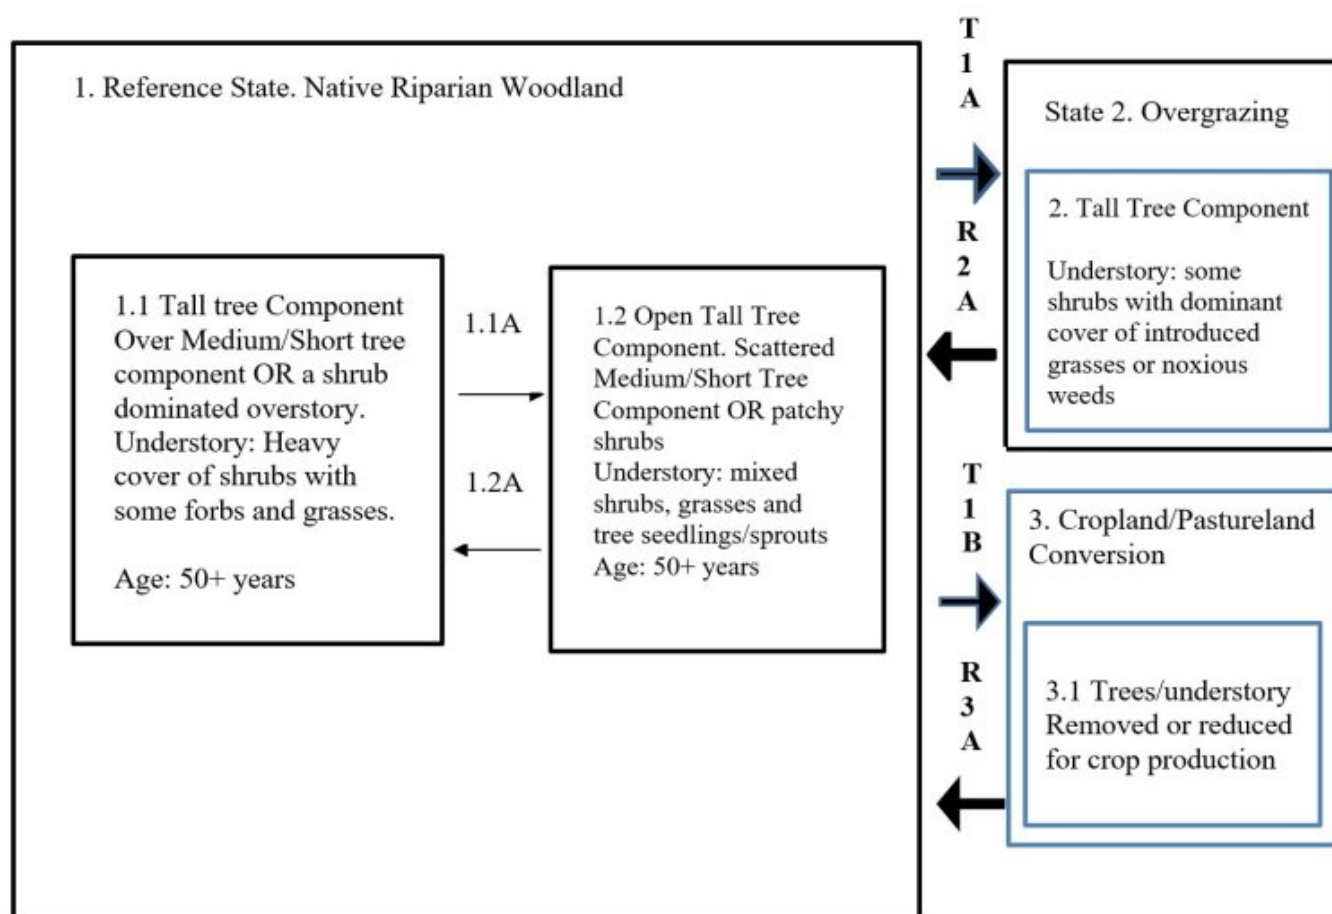 1. Reference State. Native Riparian Woodland
1.1 Tall tree Component
Over Medium/Short tree
component OR a shrub
dominated overstory.
Understory: Heavy
cover of shrubs with
some forbs and grasses.
Age: 50+ years
1.1A
1.2A
1.2 Open Tall Tree
Component. Scattered
Medium/Short Tree
Component OR patchy
shrubs
Understory: mixed
shrubs, grasses and
tree seedlings/sprouts
Age: 50+ years
T
1
A
R
2
A
State 2. Overgrazing
2. Tall Tree Component
Understory: some
shrubs with dominant
cover of introduced
grasses or noxious
weeds
T
1
B
R
3
A
3. Cropland/Pastureland
Conversion
3.1 Trees/understory
Removed or reduced
for crop production